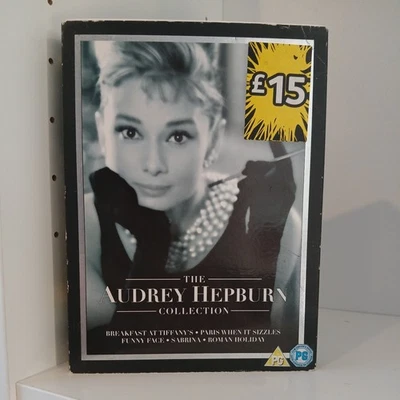 £15
THE
AUDREY HEPBURN
COLLECTION
BREAKFAST AT TIFFANY'S • PARIS WHEN IT SIZZLES
FUNNY FACE • SABRINA • ROMAN HOLIDAY
PG PG